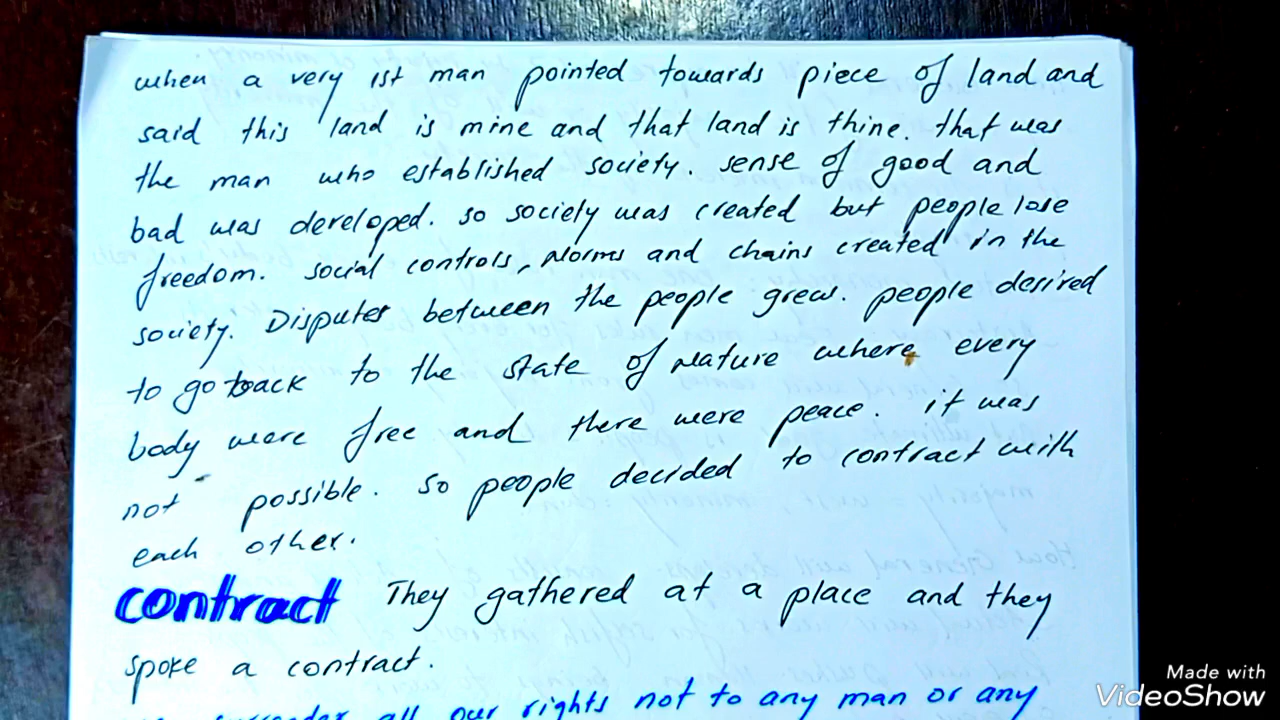 when a very 1st man pointed towards piece of land and
said this land is mine and that land is thine. that was
the man who established society. sense of good and
bad was developed. so society was created but people lose
freedom. social controls, Norms and chains created in the
society. Disputes between the people grew. people desired
to go back to the state of Nature where every
body were free and there were peace. it was
not possible. so people decided to contract with
each other.
contract They gathered at a place and they
spoke a contract.
surrender all our rights not to any man or any
Made with
VideoShow